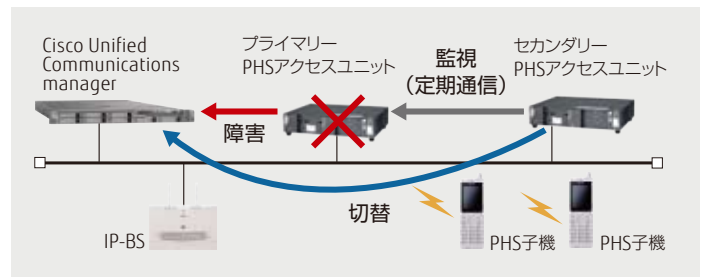 Cisco Unified
Communications
manager
プライマリー
PHSアクセスユニット
監視
（定期通信）
セカンダリー
PHSアクセスユニット
障害
切替
IP-BS
PHS子機
PHS子機